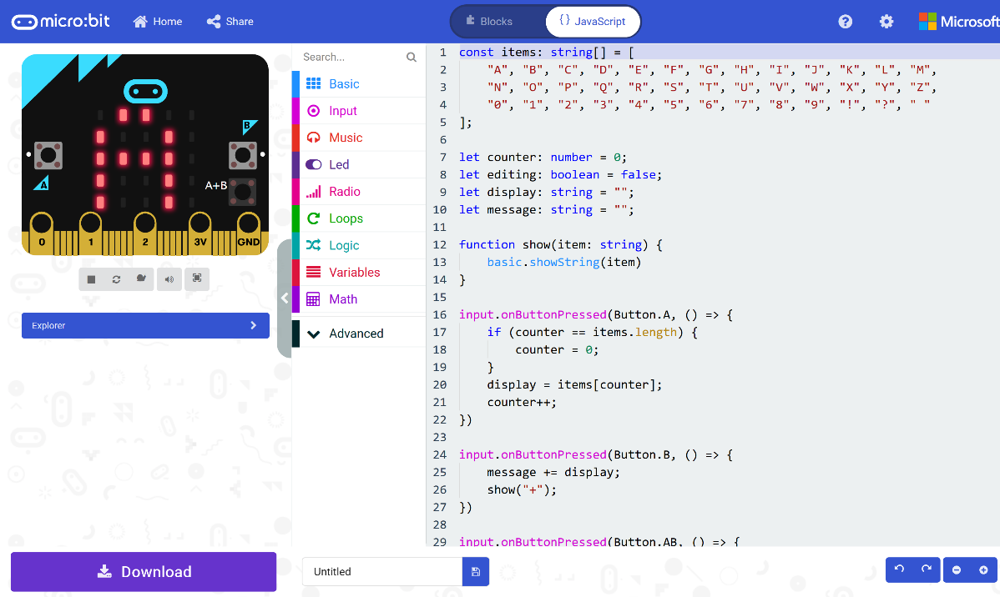 micro:bit Home Share Blocks {} JavaScript Microsoft
B
A
A+B
0 1 2 3V GND
Explorer
Download
Search...
Basic
Input
Music
Led
Radio
Loops
Logic
Variables
Math
Advanced
1 const items: string[] = [
2 "A", "B", "C", "D", "E", "F", "G", "H", "I", "J", "K", "L", "M",
3 "N", "O", "P", "Q", "R", "S", "T", "U", "V", "W", "X", "Y", "Z",
4 "0", "1", "2", "3", "4", "5", "6", "7", "8", "9", "!", "?", " "
5 ];
6
7 let counter: number = 0;
8 let editing: boolean = false;
9 let display: string = "";
10 let message: string = "";
11
12 function show(item: string) {
13 basic.showString(item)
14 }
15
16 input.onButtonPressed(Button.A, () => {
17 if (counter == items.length) {
18 counter = 0;
19 }
20 display = items[counter];
21 counter++;
22 })
23
24 input.onButtonPressed(Button.B, () => {
25 message += display;
26 show("+");
27 })
28
29 input.onButtonPressed(Button.AB, () => {
Untitled